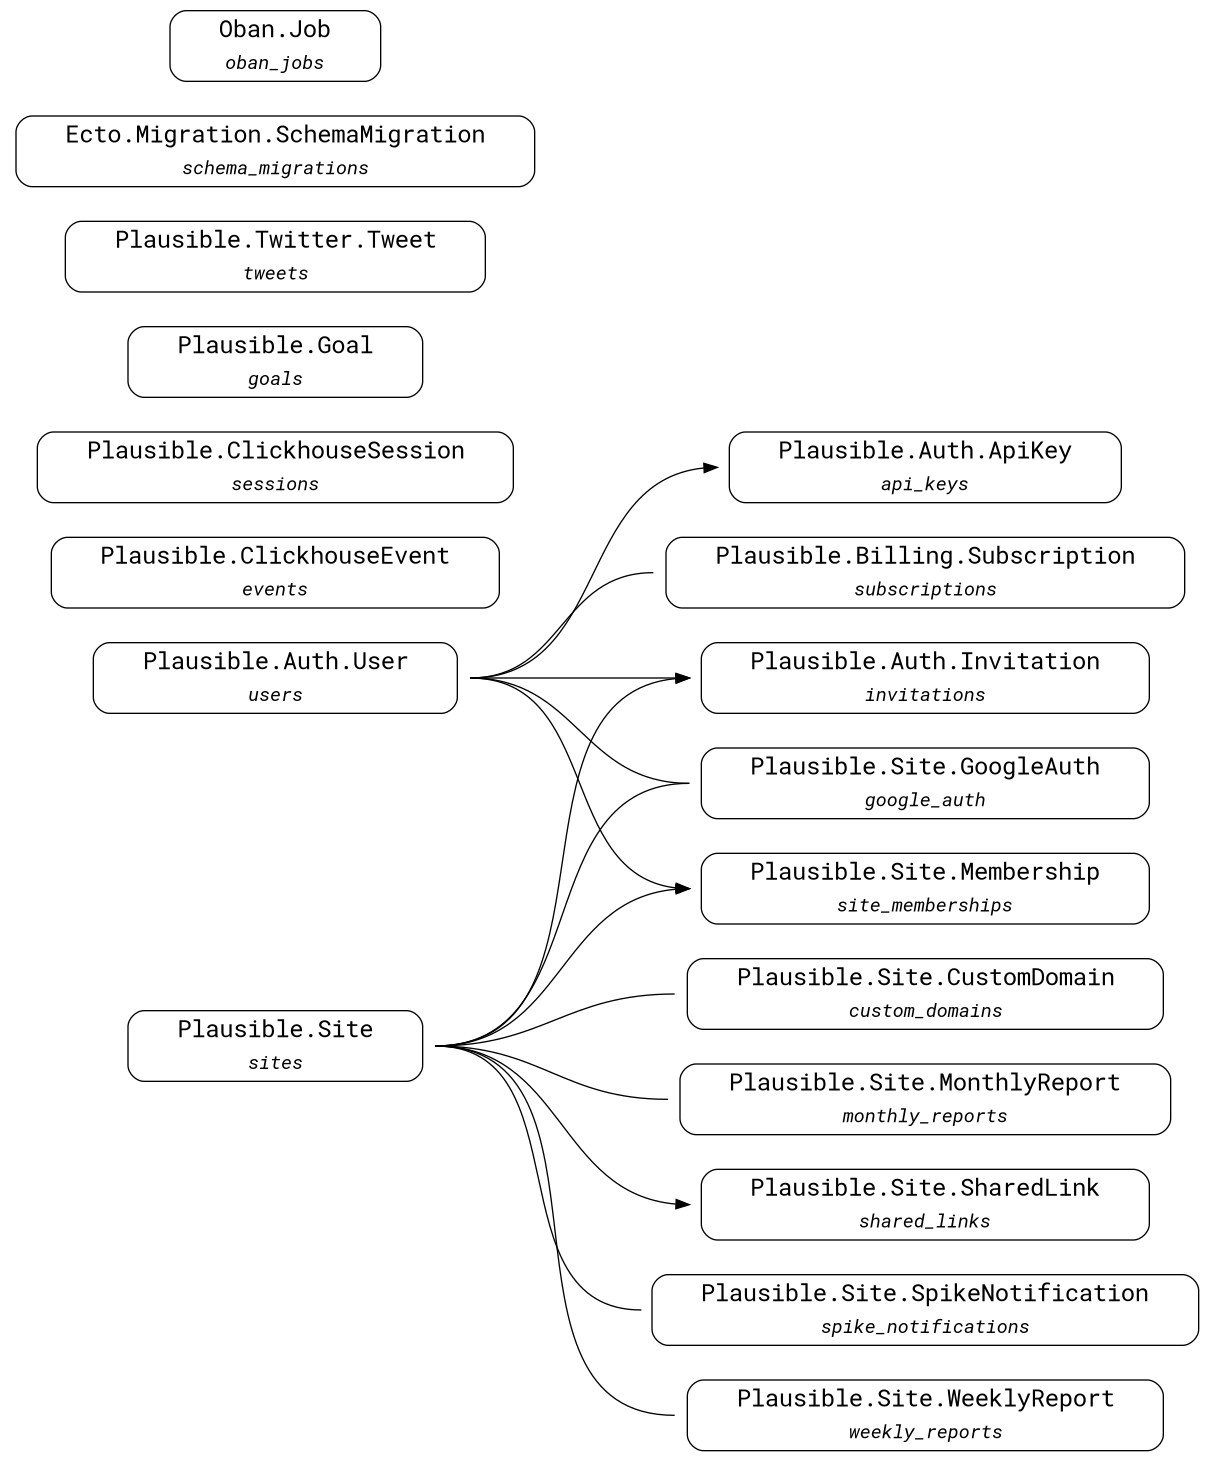 Oban.Job
oban_jobs
Ecto.Migration.SchemaMigration
schema_migrations
Plausible.Twitter.Tweet
tweets
Plausible.Goal
goals
Plausible.ClickhouseSession
sessions
Plausible.ClickhouseEvent
events
Plausible.Auth.User
users
Plausible.Site
sites
Plausible.Auth.ApiKey
api_keys
Plausible.Billing.Subscription
subscriptions
Plausible.Auth.Invitation
invitations
Plausible.Site.GoogleAuth
google_auth
Plausible.Site.Membership
site_memberships
Plausible.Site.CustomDomain
custom_domains
Plausible.Site.MonthlyReport
monthly_reports
Plausible.Site.SharedLink
shared_links
Plausible.Site.SpikeNotification
spike_notifications
Plausible.Site.WeeklyReport
weekly_reports